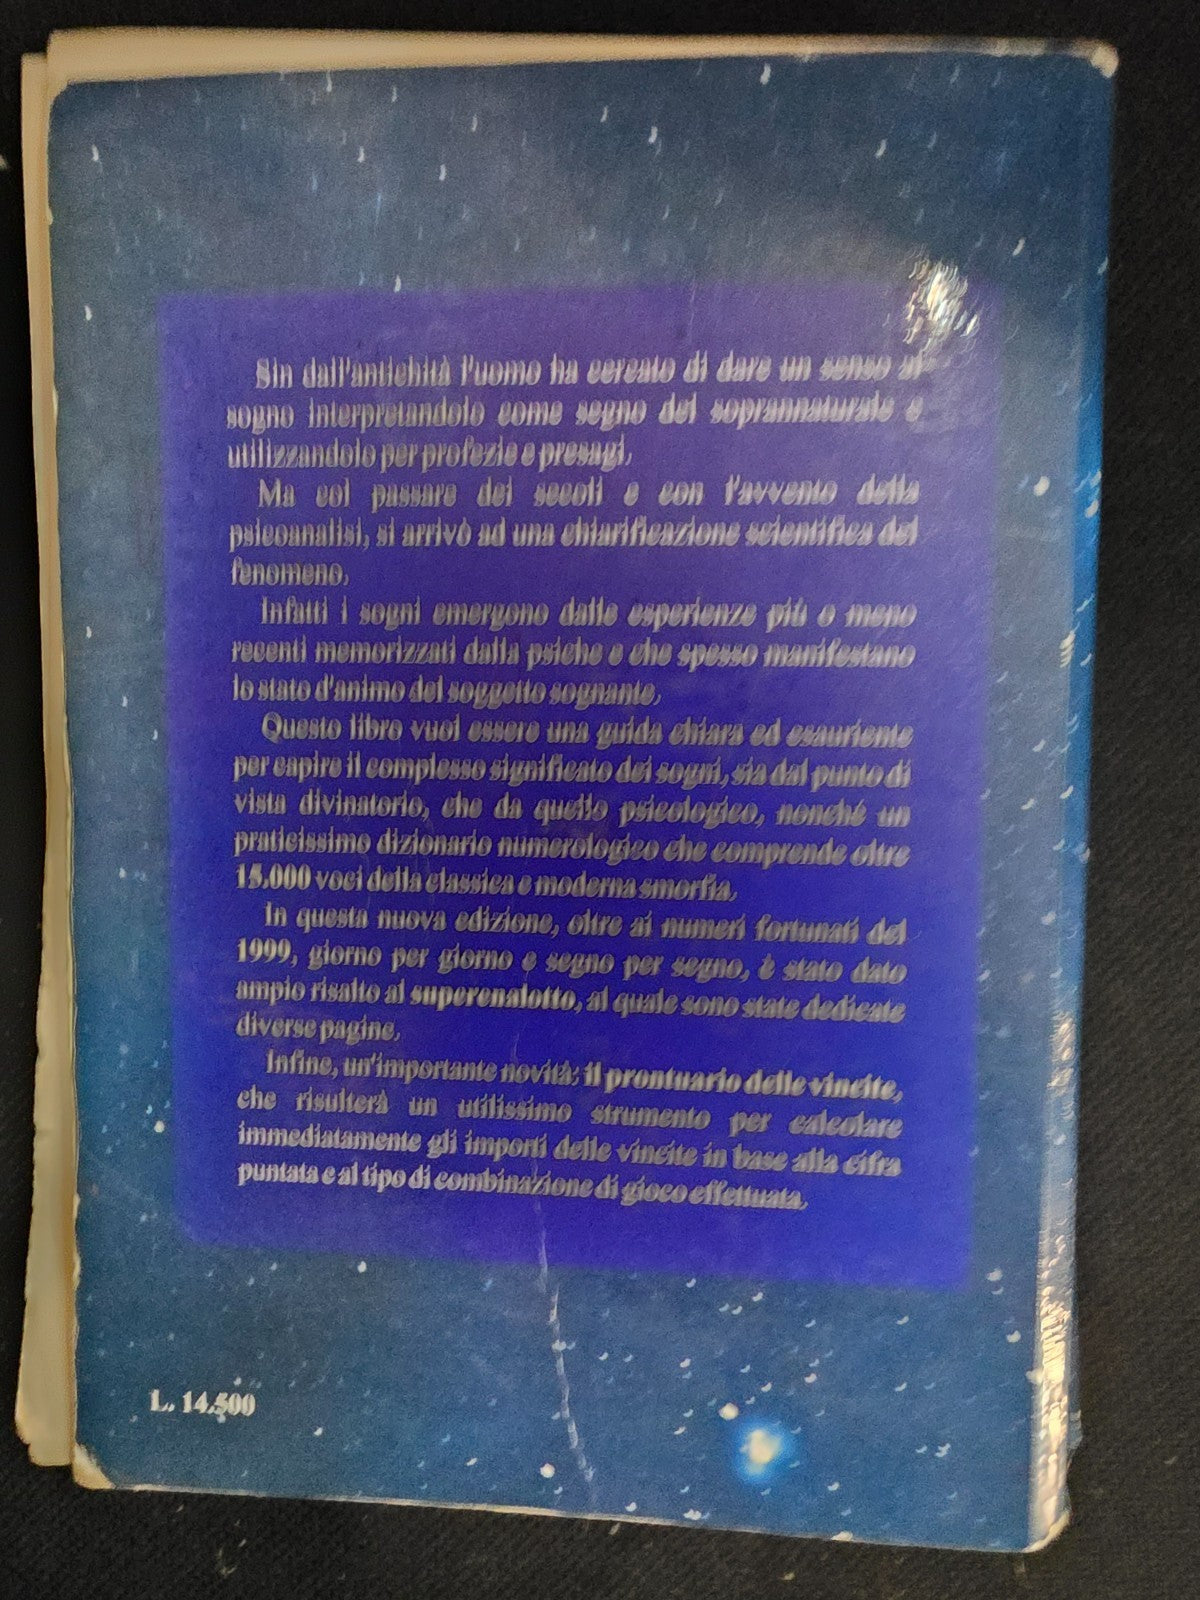 Sin dall'antichità l'uomo ha cercato di dare un senso al
sogno interpretandolo come segno del soprannaturale e
utilizzandolo per profezie e presagi.
Ma col passare dei secoli e con l'avvento della
psicoanalisi, si arrivò ad una chiarificazione scientifica del
fenomeno.
Infatti i sogni emergono dalle esperienze più o meno
recenti memorizzati dalla psiche e che spesso manifestano
lo stato d'animo del soggetto sognante.
Questo libro vuol essere una guida chiara ed esauriente
per capire il complesso significato dei sogni, sia dal punto di
vista divinatorio, che da quello psicologico, nonché un
praticissimo dizionario numerologico che comprende oltre
15.000 voci della classica e moderna smorfia.
In questa nuova edizione, oltre ai numeri fortunati del
1999, giorno per giorno e segno per segno, è stato dato
ampio risalto al superenalotto, al quale sono state dedicate
diverse pagine.
Infine, un'importante novità: il prontuario delle vincite,
che risulterà un utilissimo strumento per calcolare
immediatamente gli importi delle vincite in base alla cifra
puntata e al tipo di combinazione di gioco effettuata.
L. 14.500